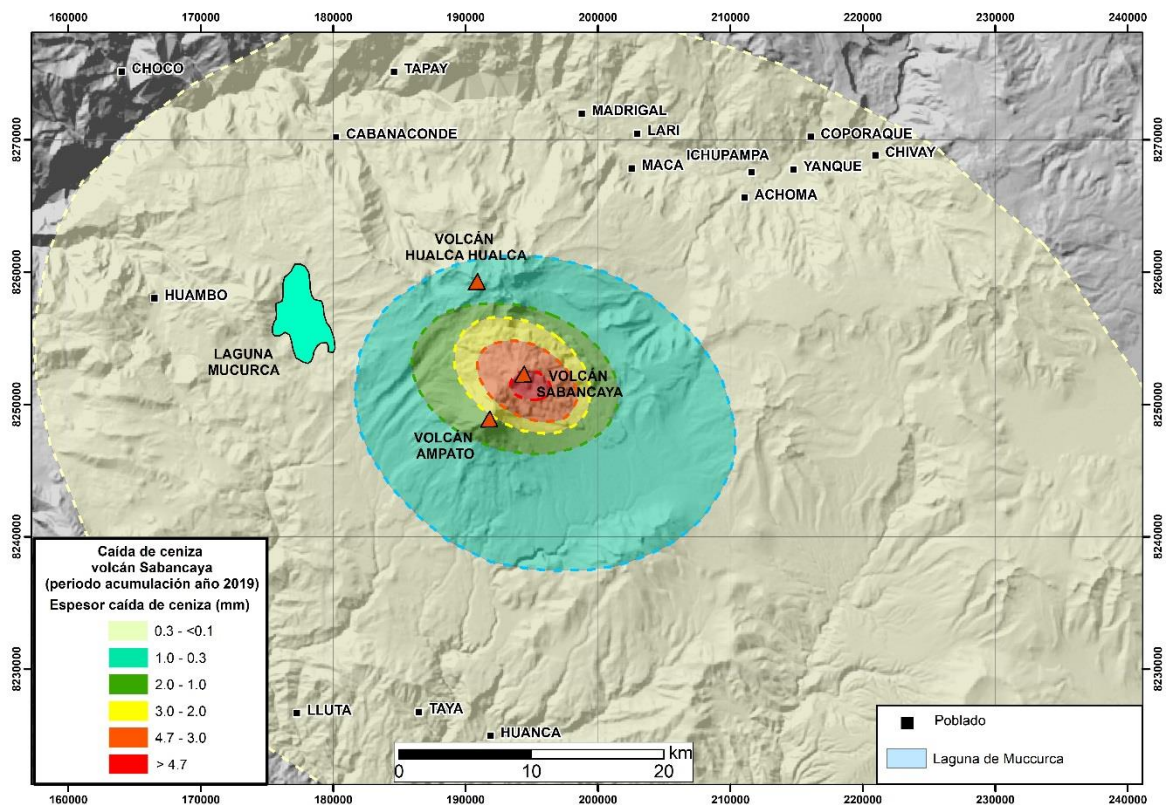 160000 170000 180000 190000 200000 210000 220000 230000 240000
CHOCO
TAPAY
MADRIGAL
8270000 CABANACONDE LARI COPORAQUE 8270000
ICHUPAMPA CHIVAY
MACA YANQUE
ACHOMA
VOLCÁN
HUALCA HUALCA
8260000 8260000
HUAMBO
LAGUNA
MUCURCA
VOLCÁN
SABANCAYA
8250000 8250000
VOLCÁN
AMPATO
8240000 8240000
Caída de ceniza
volcán Sabancaya
(periodo acumulación año 2019)
Espesor caída de ceniza (mm)
0.3 - <0.1
1.0 - 0.3
2.0 - 1.0
3.0 - 2.0
4.7 - 3.0
> 4.7
8230000 8230000
LLUTA
TAYA
HUANCA
km
0 10 20
Poblado
Laguna de Muccurca
160000 170000 180000 190000 200000 210000 220000 230000 240000